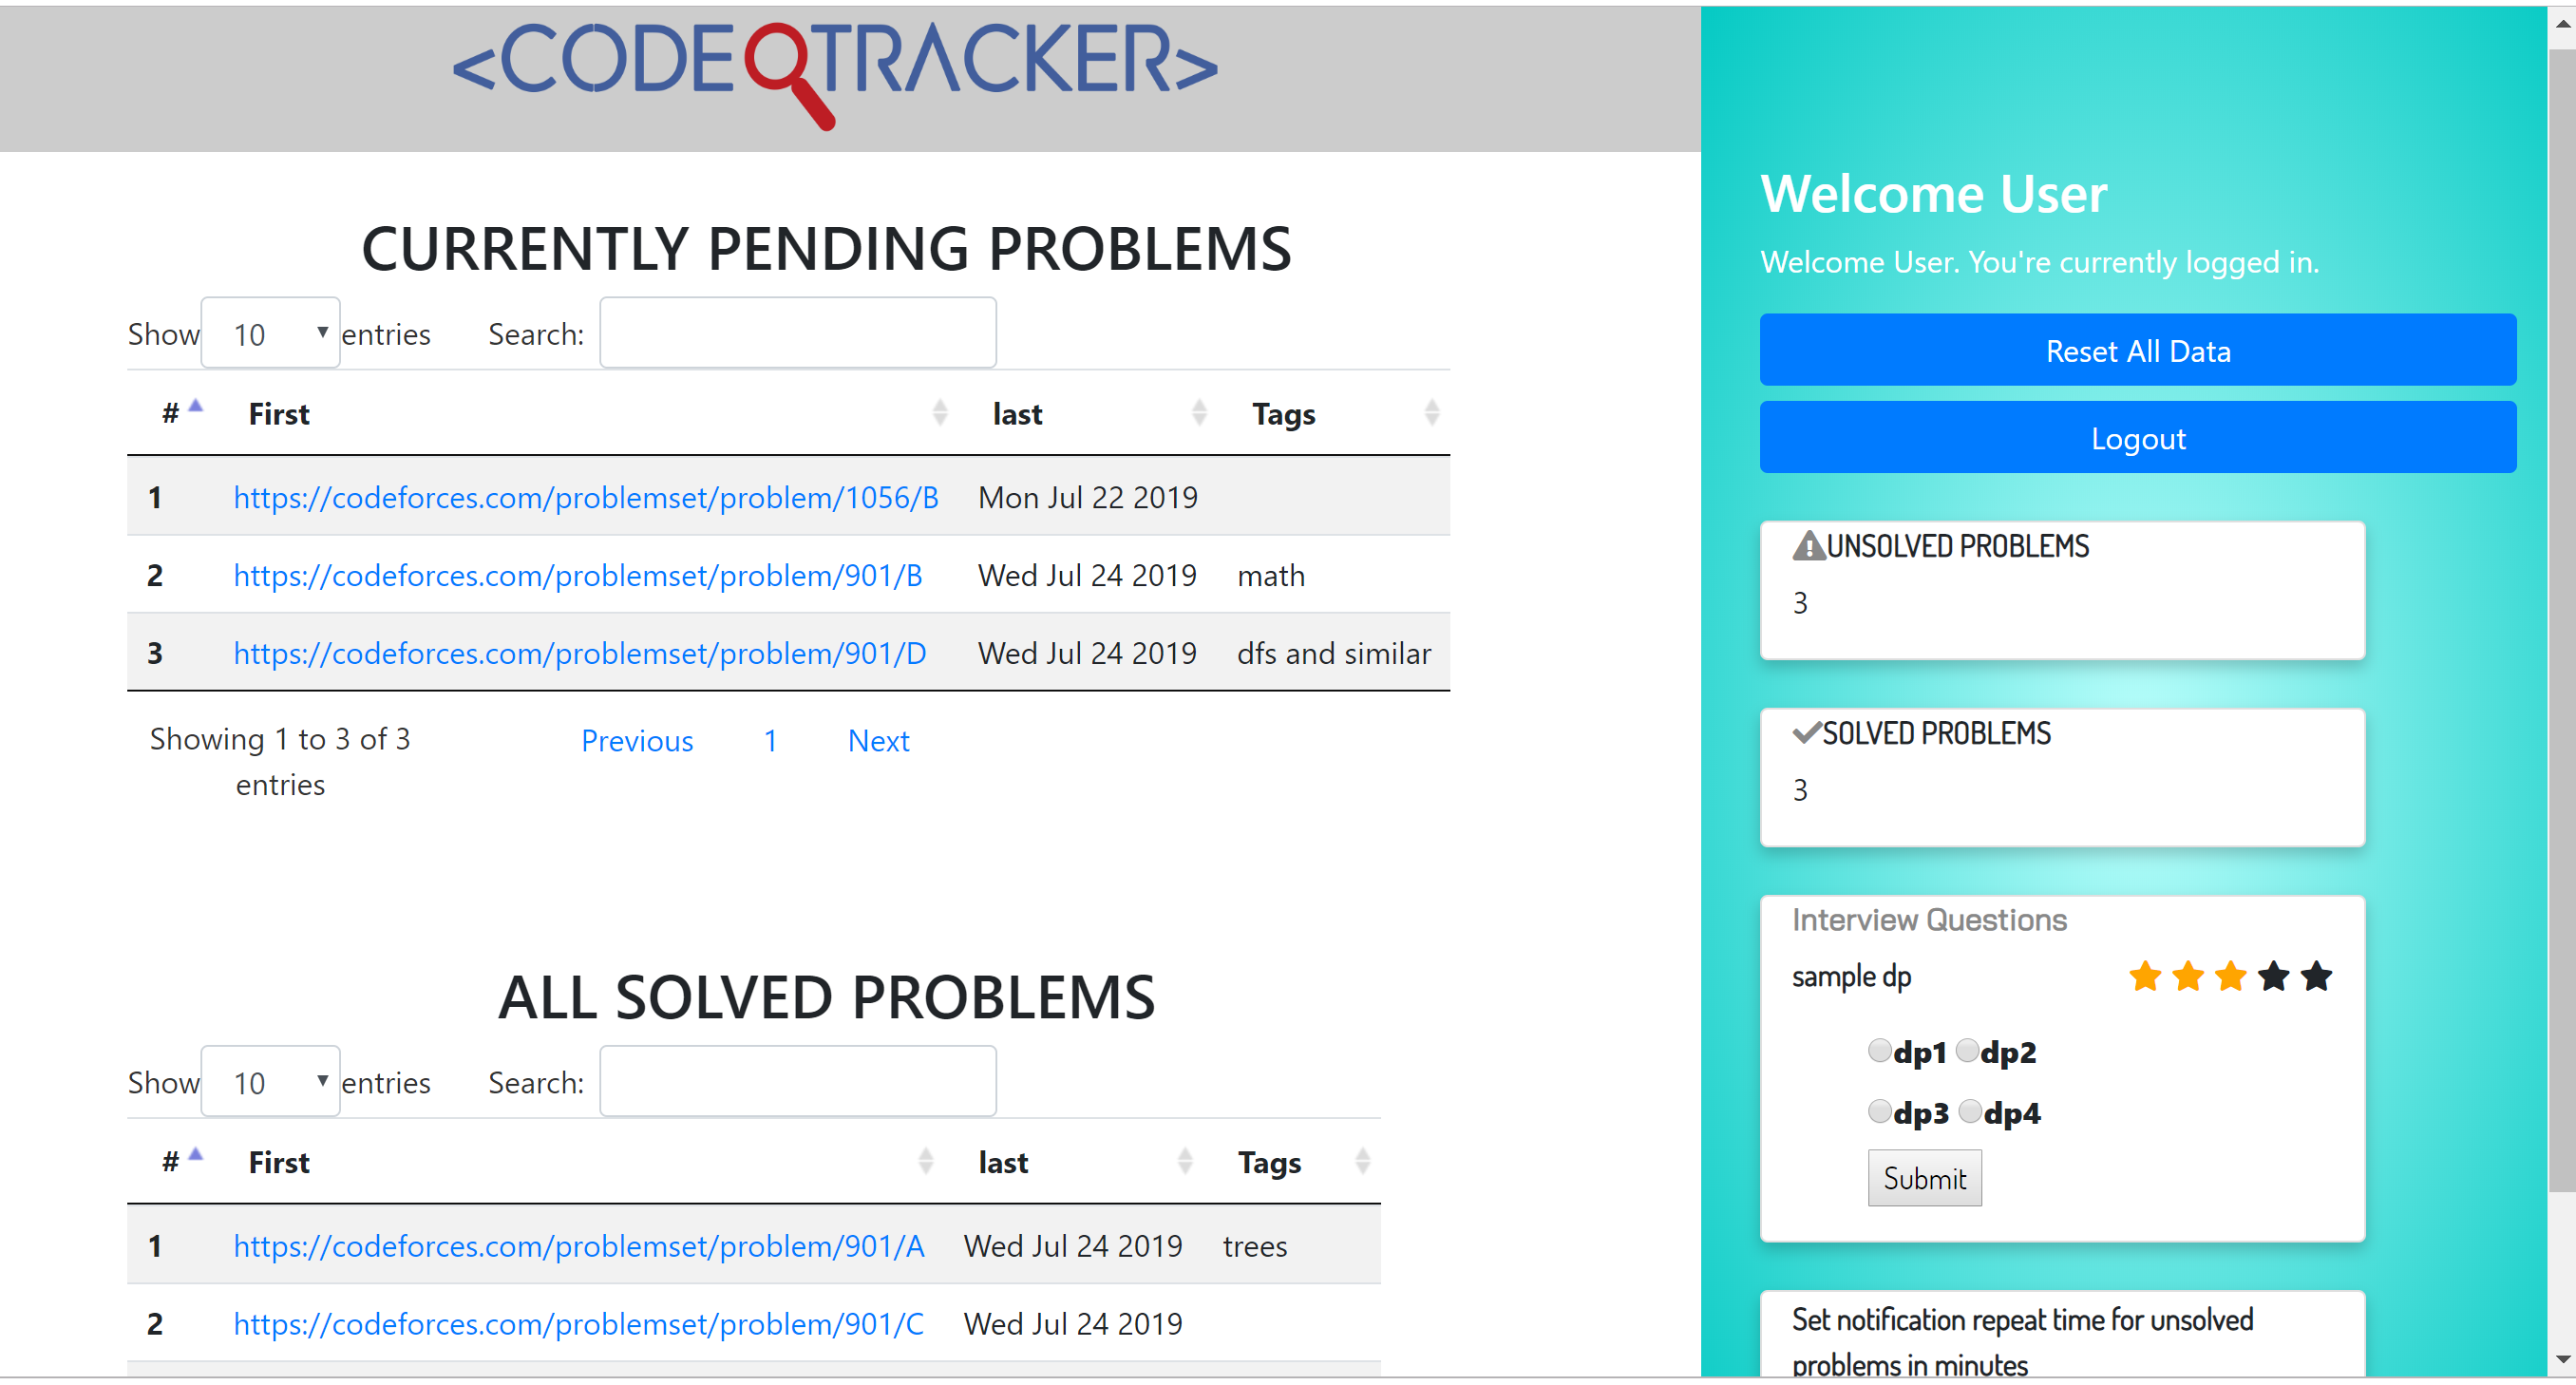 <CODEQTRACKER>
CURRENTLY PENDING PROBLEMS
Show 10 entries Search:
# First last Tags
1 https://codeforces.com/problemset/problem/1056/B Mon Jul 22 2019
2 https://codeforces.com/problemset/problem/901/B Wed Jul 24 2019 math
3 https://codeforces.com/problemset/problem/901/D Wed Jul 24 2019 dfs and similar
Showing 1 to 3 of 3
entries
Previous 1 Next
ALL SOLVED PROBLEMS
Show 10 entries Search:
# First last Tags
1 https://codeforces.com/problemset/problem/901/A Wed Jul 24 2019 trees
2 https://codeforces.com/problemset/problem/901/C Wed Jul 24 2019
Welcome User
Welcome User. You're currently logged in.
Reset All Data
Logout
UNSOLVED PROBLEMS
3
SOLVED PROBLEMS
3
Interview Questions
sample dp
dp1 dp2
dp3 dp4
Submit
Set notification repeat time for unsolved
problems in minutes